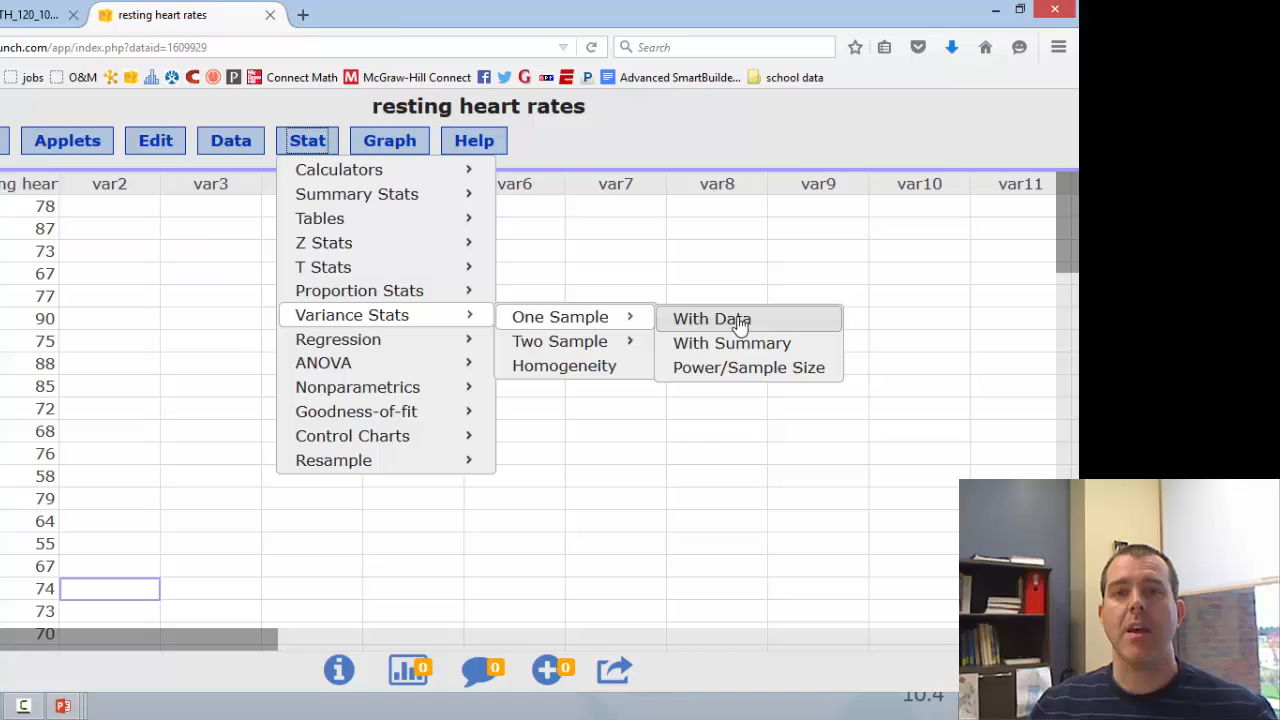 TH_120_10...
resting heart rates
unch.com/app/index.php?dataid=1609929
Search
jobs
O&M
Connect Math
McGraw-Hill Connect
Advanced SmartBuilde...
school data
resting heart rates
Applets
Edit
Data
Stat
Graph
Help
ng hear
var2
var3
var6
var7
var8
var9
var10
var11
78
87
73
67
77
90
75
88
85
72
68
76
58
79
64
55
67
74
73
70
Calculators
Summary Stats
Tables
Z Stats
T Stats
Proportion Stats
Variance Stats
Regression
ANOVA
Nonparametrics
Goodness-of-fit
Control Charts
Resample
One Sample
Two Sample
Homogeneity
With Data
With Summary
Power/Sample Size
0
0
0
10.4